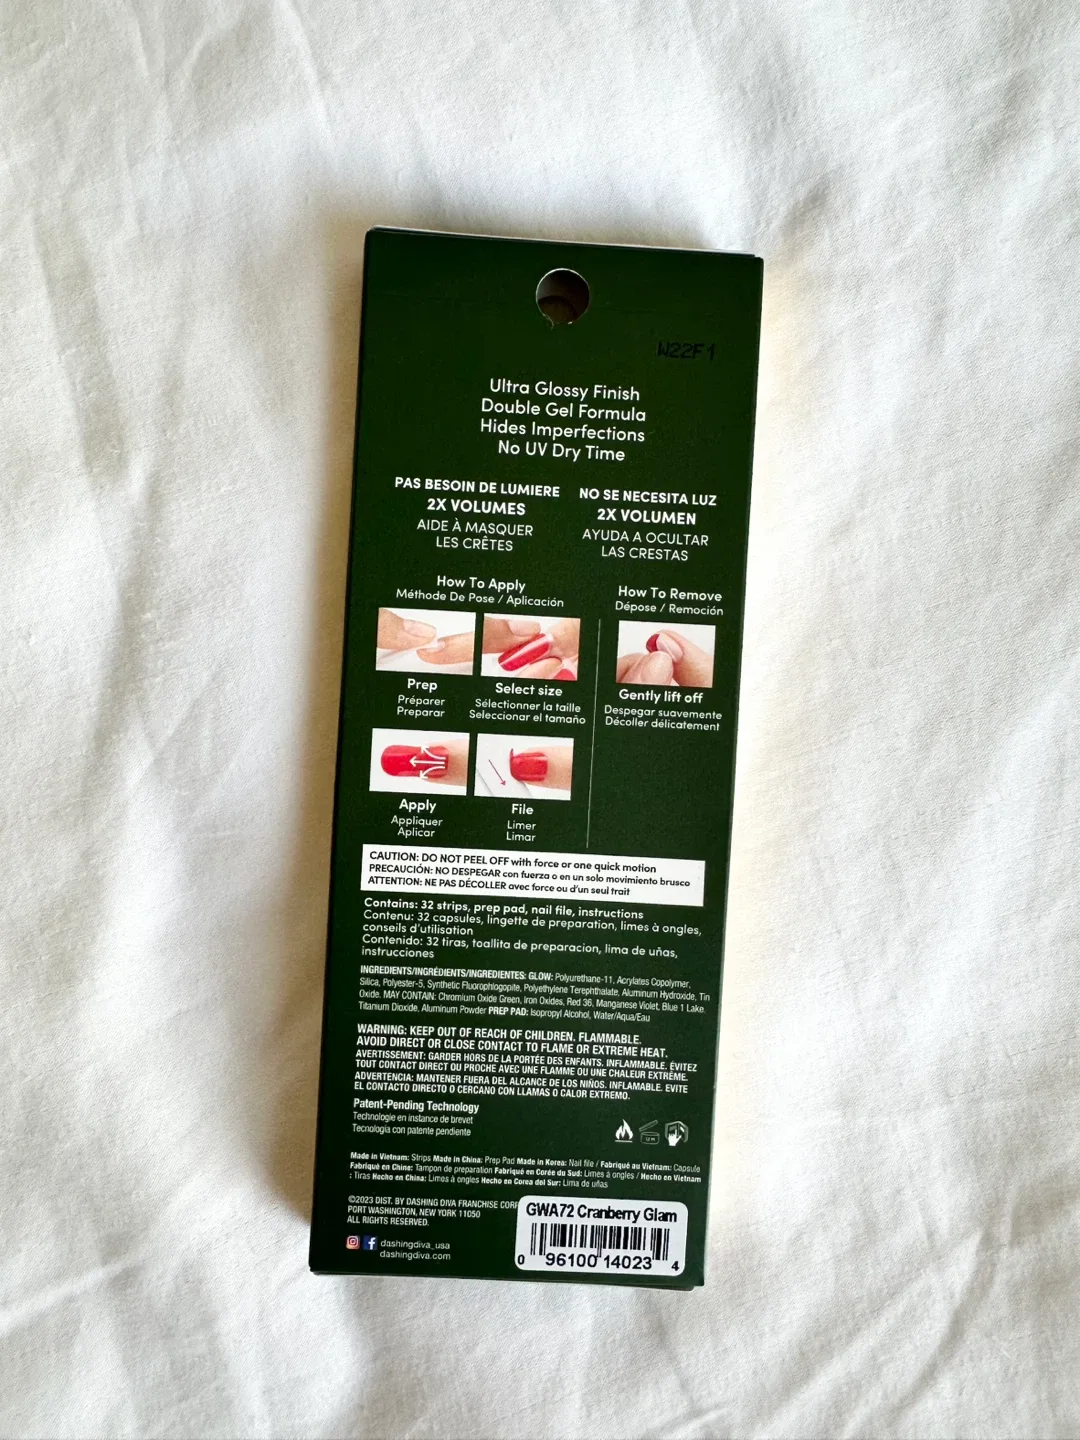 W22F1
Ultra Glossy Finish
Double Gel Formula
Hides Imperfections
No UV Dry Time
PAS BESOIN DE LUMIERE
2X VOLUMES
AIDE À MASQUER
LES CRÊTES
NO SE NECESITA LUZ
2X VOLUMEN
AYUDA A OCULTAR
LAS CRESTAS
How To Apply
Méthode De Pose / Aplicación
Prep
Préparer
Preparar
Select size
Sélectionner la taille
Seleccionar el tamaño
Apply
Appliquer
Aplicar
File
Limer
Limar
How To Remove
Dépose / Remoción
Gently lift off
Despegar suavemente
Décoller délicatement
CAUTION: DO NOT PEEL OFF with force or one quick motion
PRECAUCIÓN: NO DESPEGAR con fuerza o en un solo movimiento brusco
ATTENTION: NE PAS DÉCOLLER avec force ou d'un seul trait
Contains: 32 strips, prep pad, nail file, instructions
Contenu: 32 capsules, lingette de preparation, limes à ongles,
conseils d'utilisation
Contenido: 32 tiras, toallita de preparacion, lima de uñas,
instrucciones
INGREDIENTS/INGRÉDIENTS/INGREDIENTES: GLOW: Polyurethane-11, Acrylates Copolymer,
Silica, Polyester-5, Synthetic Fluorophlogopite, Polyethylene Terephthalate, Aluminum Hydroxide, Tin
Oxide. MAY CONTAIN: Chromium Oxide Green, Iron Oxides, Red 36, Manganese Violet, Blue 1 Lake,
Titanium Dioxide, Aluminum Powder PREP PAD: Isopropyl Alcohol, Water/Aqua/Eau
WARNING: KEEP OUT OF REACH OF CHILDREN. FLAMMABLE.
AVOID DIRECT OR CLOSE CONTACT TO FLAME OR EXTREME HEAT.
AVERTISSEMENT: GARDER HORS DE LA PORTÉE DES ENFANTS. INFLAMMABLE. ÉVITEZ
TOUT CONTACT DIRECT OU PROCHE AVEC UNE FLAMME OU UNE CHALEUR EXTRÊME.
ADVERTENCIA: MANTENER FUERA DEL ALCANCE DE LOS NIÑOS. INFLAMABLE. EVITE
EL CONTACTO DIRECTO O CERCANO CON LLAMAS O CALOR EXTREMO.
Patent-Pending Technology
Technologie en instance de brevet
Tecnología con patente pendiente
Made in Vietnam: Strips Made in China: Prep Pad Made in Korea: Nail file / Fabriqué au Vietnam: Capsule
Fabriqué en Chine: Tampon de preparation Fabriqué en Corée du Sud: Limes à ongles / Hecho en Vietnam
: Tiras Hecho en China: Limes à ongles Hecho en Corea del Sur: Lima de uñas
©2023 DIST. BY DASHING DIVA FRANCHISE CORP
PORT WASHINGTON, NEW YORK 11050
ALL RIGHTS RESERVED.
dashingdiva_usa
dashingdiva.com
GWA72 Cranberry Glam
0 96100 14023 4